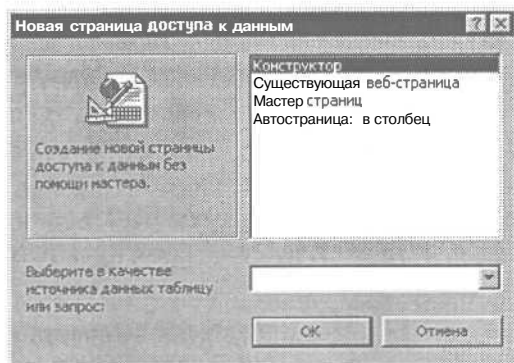 Новая страница доступа к данным
Конструктор
Существующая веб-страница
Мастер страниц
Автостраница: в столбец
Создание новой страницы
доступа к данным без
помощи мастера.
Выберите в качестве
источника данных таблицу
или запрос:
ОК
Отмена